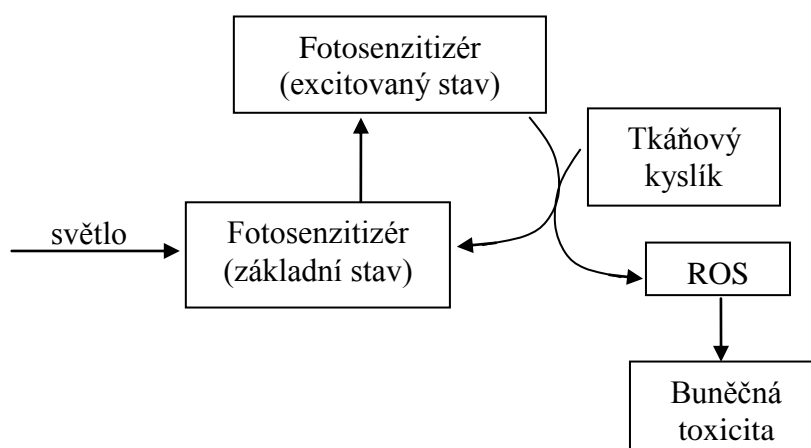 Fotosenzitizér
(excitovaný stav)
Tkáňový
kyslík
světlo
Fotosenzitizér
(základní stav)
ROS
Buněčná
toxicita